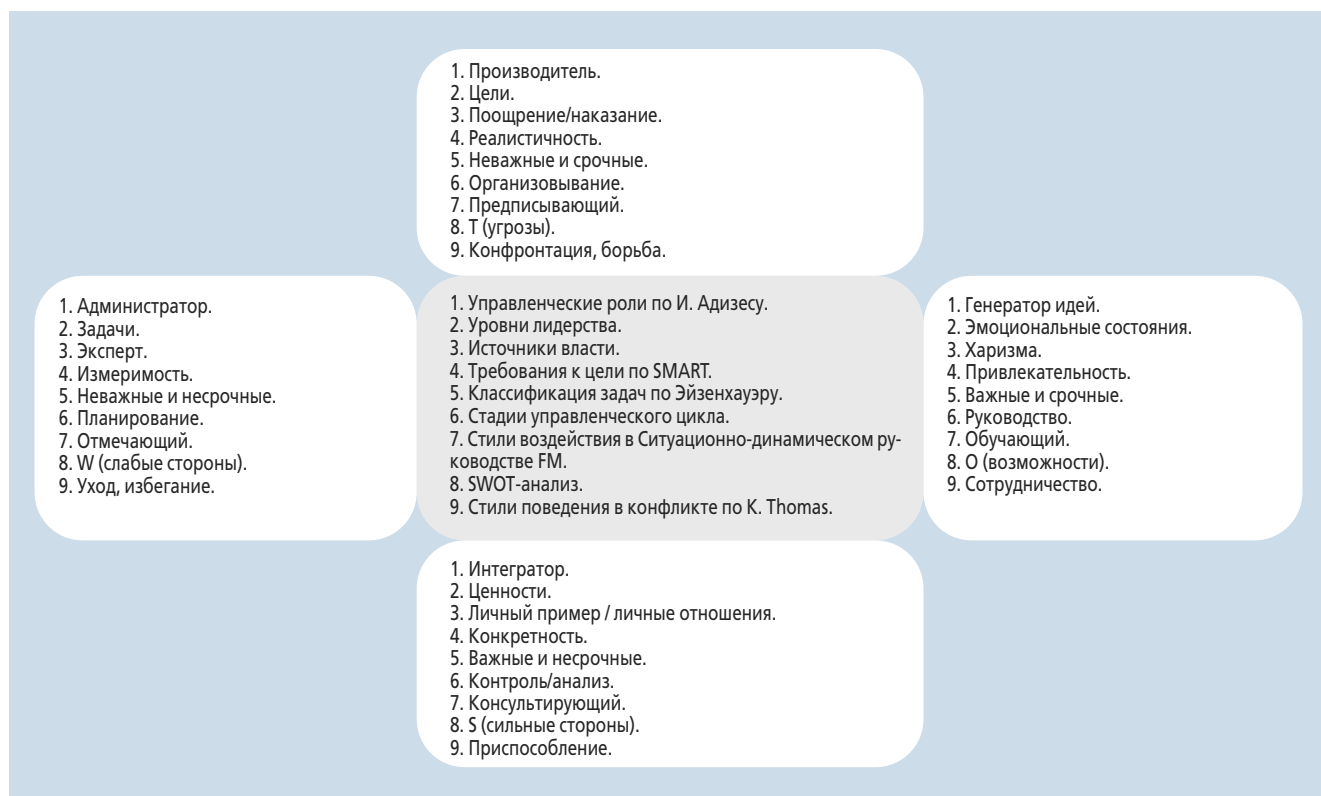 1. Производитель.
2. Цели.
3. Поощрение/наказание.
4. Реалистичность.
5. Неважные и срочные.
6. Организовывание.
7. Предписывающий.
8. T (угрозы).
9. Конфронтация, борьба.
1. Администратор.
2. Задачи.
3. Эксперт.
4. Измеримость.
5. Неважные и несрочные.
6. Планирование.
7. Отмечающий.
8. W (слабые стороны).
9. Уход, избегание.
1. Управленческие роли по И. Адизесу.
2. Уровни лидерства.
3. Источники власти.
4. Требования к цели по SMART.
5. Классификация задач по Эйзенхауэру.
6. Стадии управленческого цикла.
7. Стили воздействия в Ситуационно-динамическом ру-
ководстве FM.
8. SWOT-анализ.
9. Стили поведения в конфликте по K. Thomas.
1. Генератор идей.
2. Эмоциональные состояния.
3. Харизма.
4. Привлекательность.
5. Важные и срочные.
6. Руководство.
7. Обучающий.
8. O (возможности).
9. Сотрудничество.
1. Интегратор.
2. Ценности.
3. Личный пример / личные отношения.
4. Конкретность.
5. Важные и несрочные.
6. Контроль/анализ.
7. Консультирующий.
8. S (сильные стороны).
9. Приспособление.